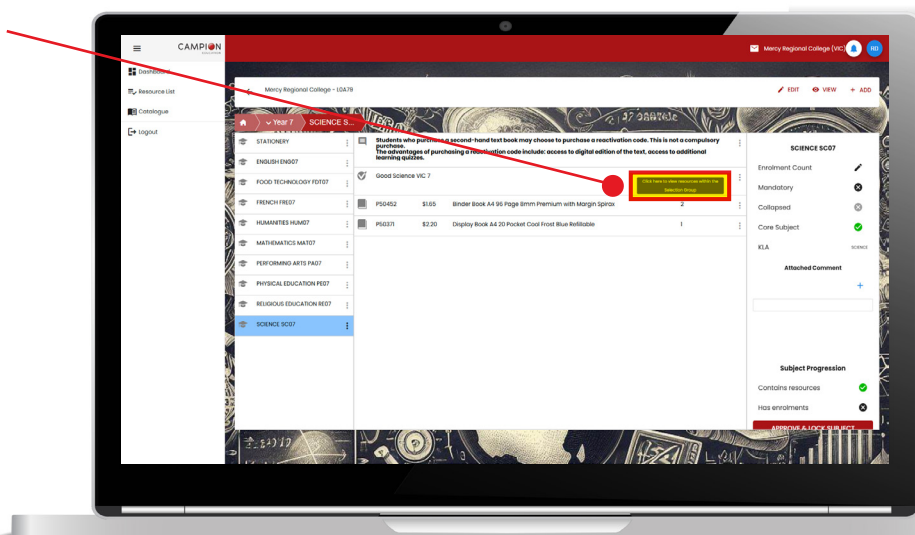 CAMPION
EDUCATION
Mercy Regional College (VIC)
RD
Dashboard
Resource List
Catalogue
Logout
Mercy Regional College - L0A78
EDIT
VIEW
+ ADD
Year 7
SCIENCE S...
STATIONERY
ENGLISH ENG07
FOOD TECHNOLOGY FDT07
FRENCH FRE07
HUMANITIES HUM07
MATHEMATICS MAT07
PERFORMING ARTS PA07
PHYSICAL EDUCATION PE07
RELIGIOUS EDUCATION RE07
SCIENCE SC07
Students who purchase a second-hand text book may choose to purchase a reactivation code. This is not a compulsory
purchase.
The advantages of purchasing a reactivation code include: access to digital edition of the text, access to additional
learning quizzes.
Good Science VIC 7
Click here to view resources within the
Selection Group
P50452 $1.65 Binder Book A4 96 Page 8mm Premium with Margin Spirax 2
P50371 $2.20 Display Book A4 20 Pocket Cool Frost Blue Refillable 1
SCIENCE SC07
Enrolment Count
Mandatory
Collapsed
Core Subject
KLA SCIENCE
Attached Comment
+
Subject Progression
Contains resources
Has enrolments
APPROVE & LOCK SUBJECT